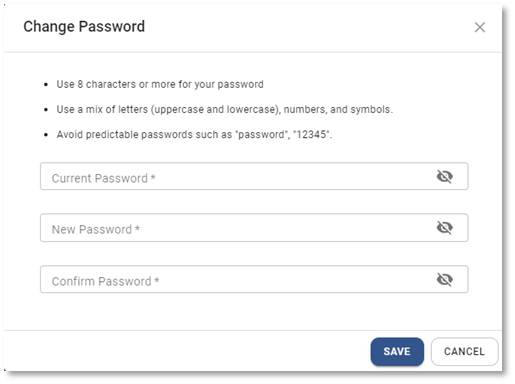 Change Password
Use 8 characters or more for your password
Use a mix of letters (uppercase and lowercase), numbers, and symbols.
Avoid predictable passwords such as "password", "12345".
Current Password *
New Password *
Confirm Password *
SAVE
CANCEL